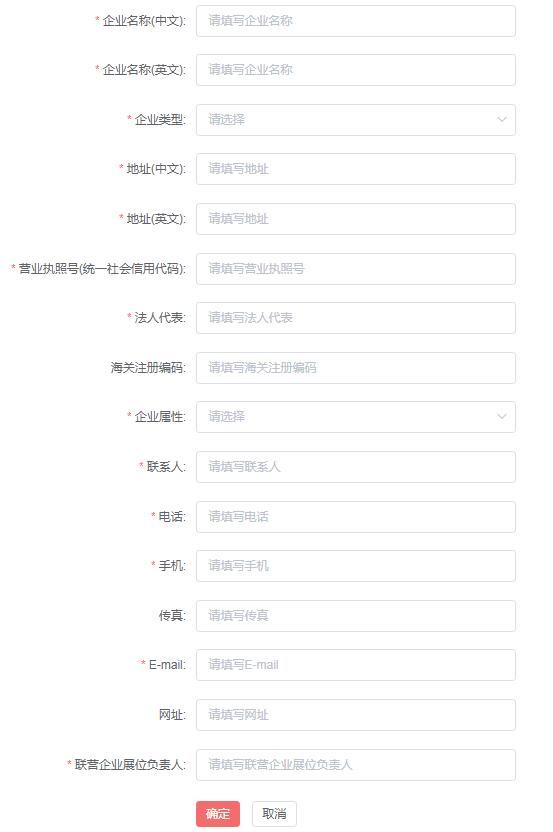 * 企业名称(中文): 请填写企业名称
* 企业名称(英文): 请填写企业名称
* 企业类型: 请选择
* 地址(中文): 请填写地址
* 地址(英文): 请填写地址
* 营业执照号(统一社会信用代码): 请填写营业执照号
* 法人代表: 请填写法人代表
海关注册编码: 请填写海关注册编码
* 企业属性: 请选择
* 联系人: 请填写联系人
* 电话: 请填写电话
* 手机: 请填写手机
传真: 请填写传真
* E-mail: 请填写E-mail
网址: 请填写网址
* 联营企业展位负责人: 请填写联营企业展位负责人
确定 取消